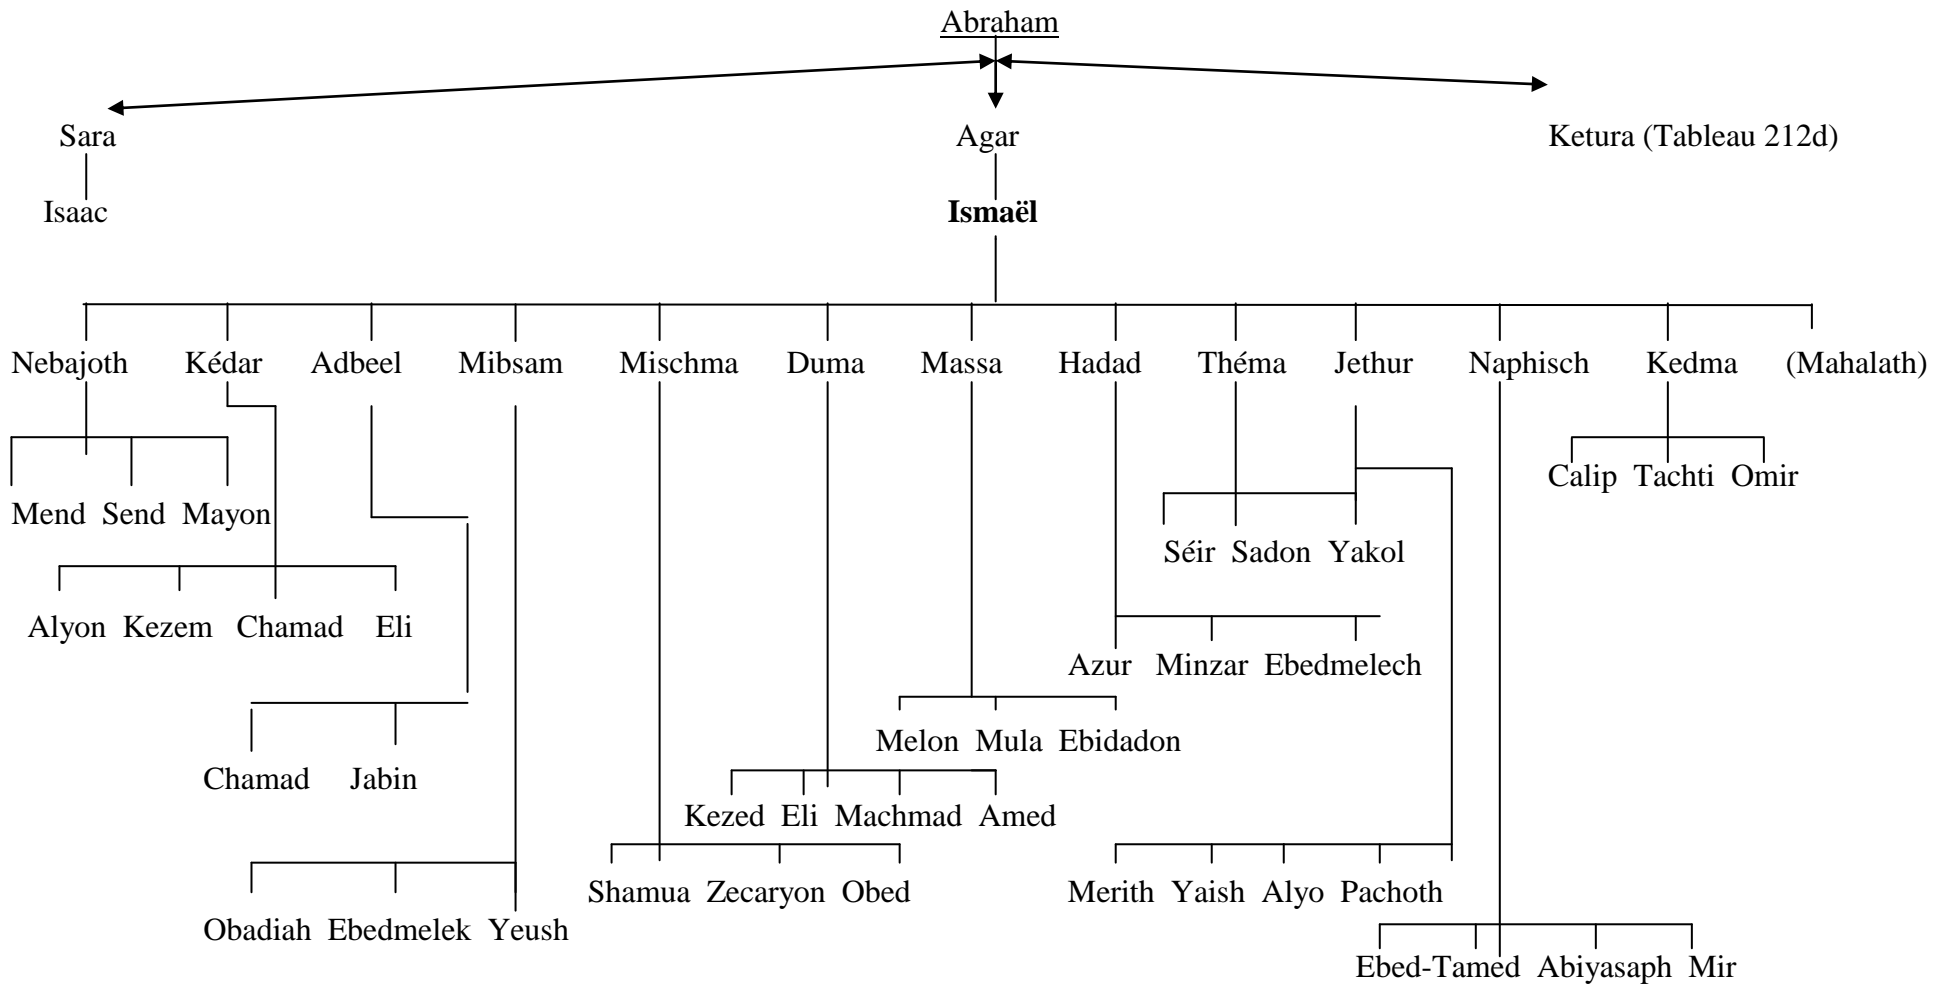 Abraham
Sara Agar Ketura (Tableau 212d)
Isaac Ismaël
Nebajoth Kédar Adbeel Mibsam Mischma Duma Massa Hadad Théma Jethur Naphisch Kedma (Mahalath)
Calip Tachti Omir
Mend Send Mayon
Séir Sadon Yakol
Alyon Kezem Chamad Eli
Azur Minzar Ebedmelech
Melon Mula Ebidadon
Chamad Jabin
Kezed Eli Machmad Amed
Shamua Zecaryon Obed Merith Yaish Alyo Pachoth
Obadiah Ebedmelek Yeush
Ebed-Tamed Abiyasaph Mir